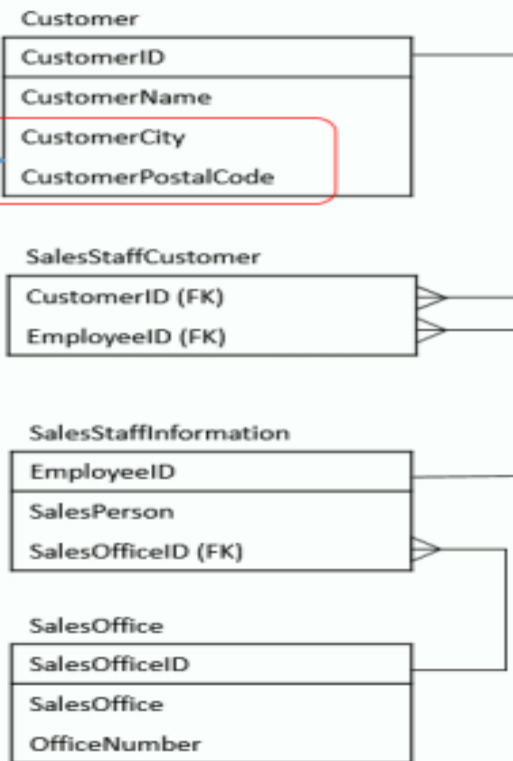 Customer
CustomerID
CustomerName
CustomerCity
CustomerPostalCode
SalesStaffCustomer
CustomerID (FK)
EmployeeID (FK)
SalesStaffInformation
EmployeeID
SalesPerson
SalesOfficeID (FK)
SalesOffice
SalesOfficeID
SalesOffice
OfficeNumber